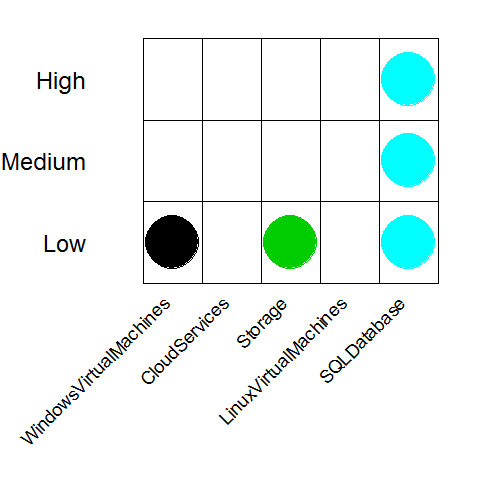 High
Medium
Low
WindowsVirtualMachines
CloudServices
Storage
LinuxVirtualMachines
SQLDatabase